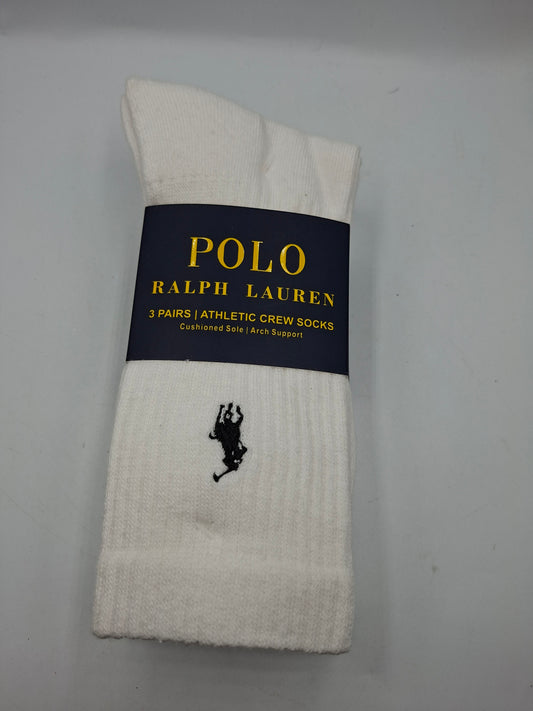 POLO
RALPH LAUREN
3 PAIRS | ATHLETIC CREW SOCKS
Cushioned Sole | Arch Support